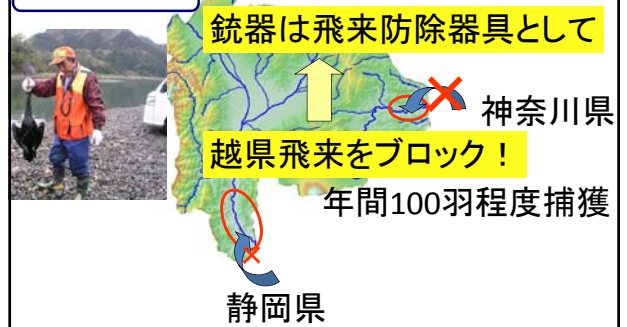 銃器は飛来防除器具として
神奈川県
越県飛来をブロック！
年間100羽程度捕獲
静岡県